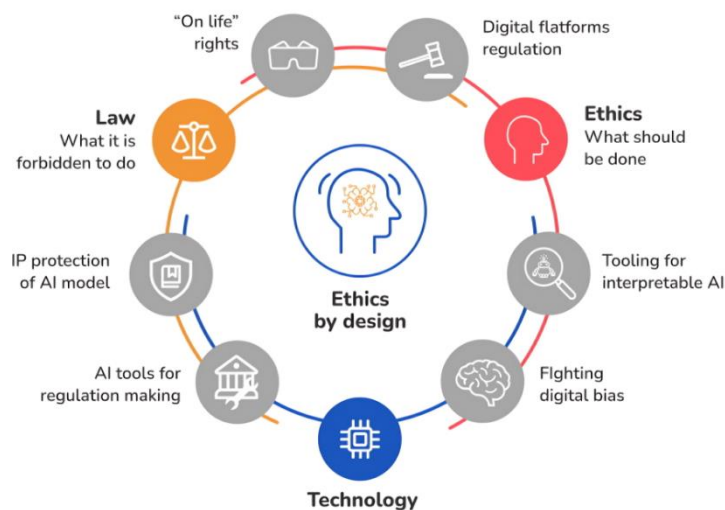 “On life”
rights
Digital flatforms
regulation
Law
What it is
forbidden to do
Ethics
What should
be done
IP protection
of AI model
Ethics
by design
Tooling for
interpretable AI
AI tools for
regulation making
FIghting
digital bias
Technology